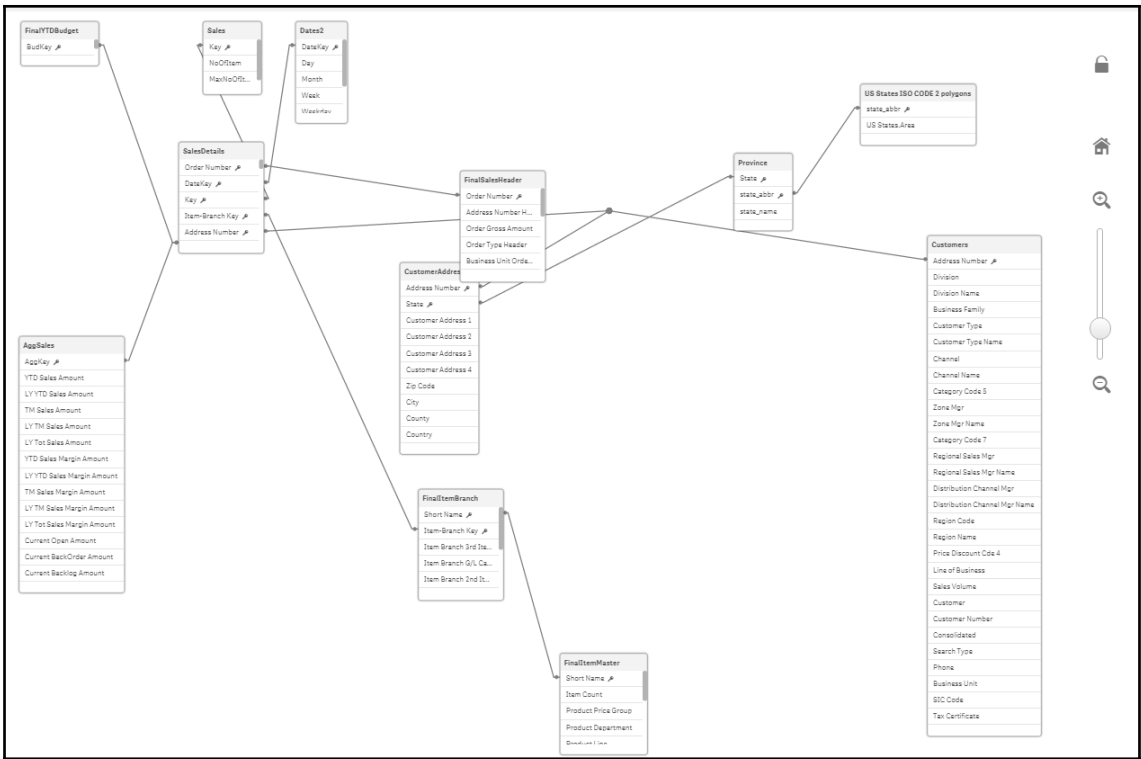 FinalYTDBudget
BudKey
Sales
Key
NoOfItem
MaxNoOfIt...
Dates2
DateKey
Day
Month
Week
Weekday
US States ISO CODE 2 polygons
state_abbr
US States.Area
SalesDetails
Order Number
DateKey
Key
Item-Branch Key
Address Number
Province
State
state_abbr
state_name
FinalSalesHeader
Order Number
Address Number H...
Order Gross Amount
Order Type Header
Business Unit Orde...
Customers
Address Number
Division
Division Name
Business Family
Customer Type
Customer Type Name
Channel
Channel Name
Category Code 5
Zone Mgr
Zone Mgr Name
Category Code 7
Regional Sales Mgr
Regional Sales Mgr Name
Distribution Channel Mgr
Distribution Channel Mgr Name
Region Code
Region Name
Price Discount Cde 4
Line of Business
Sales Volume
Customer
Customer Number
Consolidated
Search Type
Phone
Business Unit
SIC Code
Tax Certificate
CustomerAddres
Address Number
State
Customer Address 1
Customer Address 2
Customer Address 3
Customer Address 4
Zip Code
City
County
Country
AggSales
AggKey
YTD Sales Amount
LY YTD Sales Amount
TM Sales Amount
LY TM Sales Amount
LY Tot Sales Amount
YTD Sales Margin Amount
LY YTD Sales Margin Amount
TM Sales Margin Amount
LY TM Sales Margin Amount
LY Tot Sales Margin Amount
Current Open Amount
Current BackOrder Amount
Current Backlog Amount
FinalItemBranch
Short Name
Item-Branch Key
Item Branch 3rd Ite...
Item Branch G/L Ca...
Item Branch 2nd It...
FinalItemMaster
Short Name
Item Count
Product Price Group
Product Department
Product Line